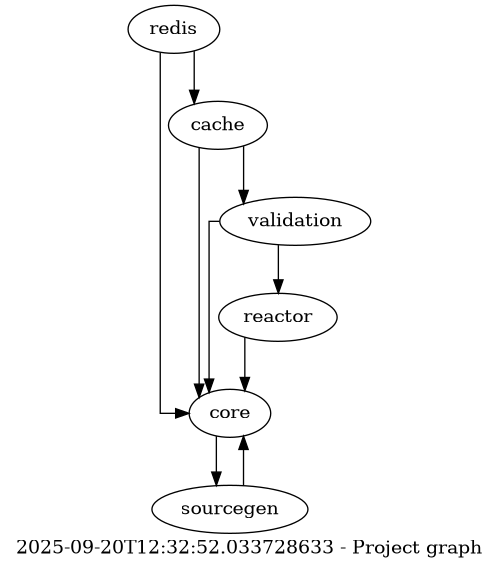 redis
cache
validation
reactor
core
sourcegen
2025-09-20T12:32:52.033728633 - Project graph